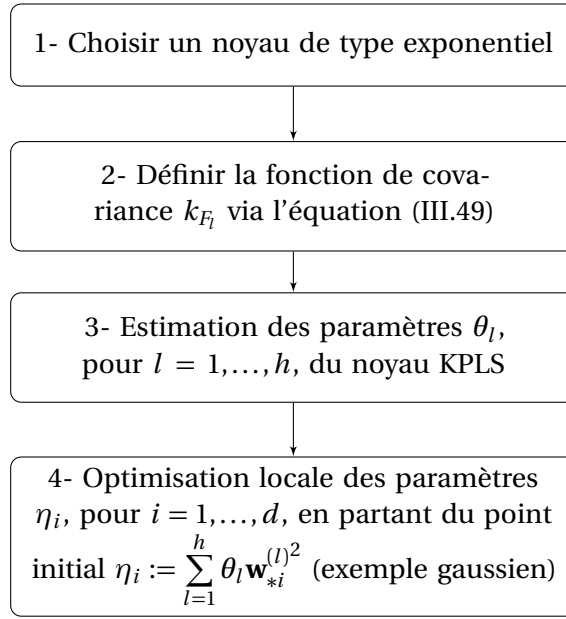 1- Choisir un noyau de type exponentiel
2- Définir la fonction de cova-
riance $k_{F_l}$ via l'équation (III.49)
3- Estimation des paramètres $\theta_l$,
pour $l = 1,\ldots,h$, du noyau KPLS
4- Optimisation locale des paramètres
$\eta_i$, pour $i = 1,\ldots,d$, en partant du point
initial $\eta_i := \sum_{l=1}^{h} \theta_l \mathbf{w}_{*i}^{(l)^2}$ (exemple gaussien)